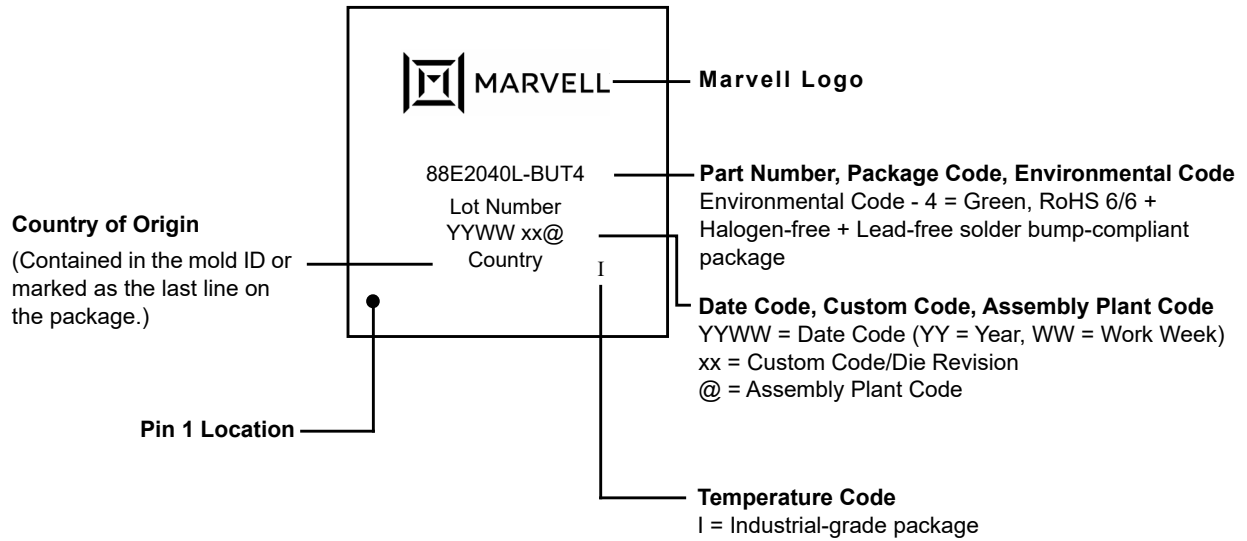 MARVELL
Marvell Logo
88E2040L-BUT4
Part Number, Package Code, Environmental Code
Environmental Code - 4 = Green, RoHS 6/6 +
Halogen-free + Lead-free solder bump-compliant
package
Lot Number
YYWW xx@
Country
I
Country of Origin
(Contained in the mold ID or
marked as the last line on
the package.)
Date Code, Custom Code, Assembly Plant Code
YYWW = Date Code (YY = Year, WW = Work Week)
xx = Custom Code/Die Revision
@ = Assembly Plant Code
Pin 1 Location
Temperature Code
I = Industrial-grade package